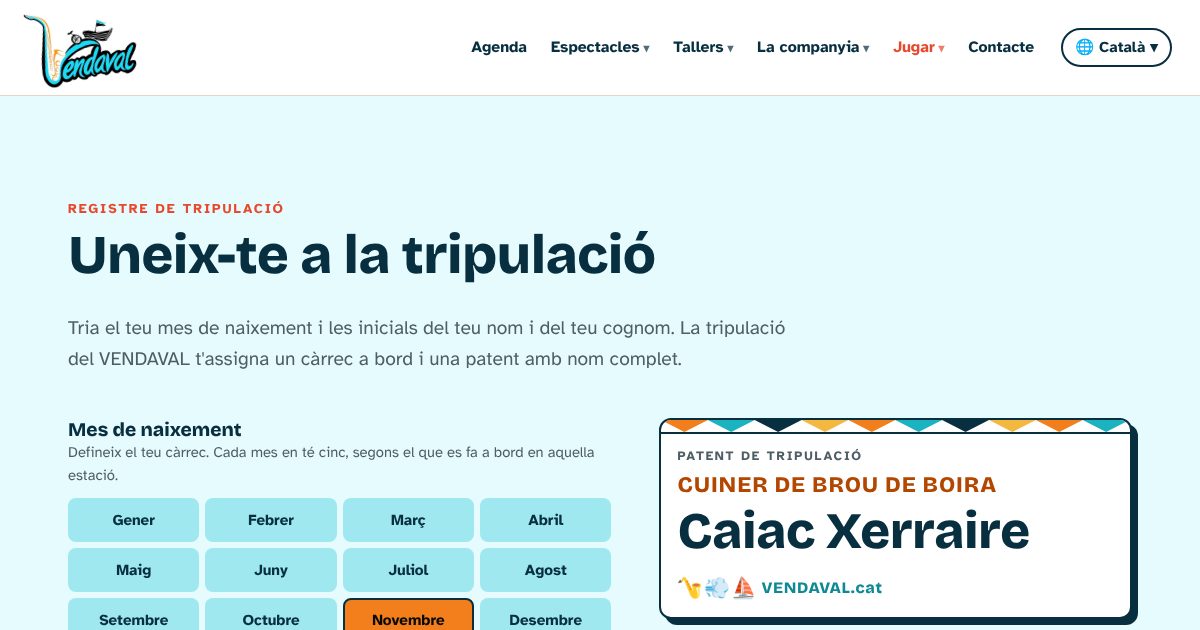 Vendaval
Agenda
Espectacles ▾
Tallers ▾
La companyia ▾
Jugar ▾
Contacte
🌐 Català ▾
REGISTRE DE TRIPULACIÓ
Uneix-te a la tripulació
Tria el teu mes de naixement i les inicials del teu nom i del teu cognom. La tripulació
del VENDAVAL t'assigna un càrrec a bord i una patent amb nom complet.
Mes de naixement
Defineix el teu càrrec. Cada mes en té cinc, segons el que es fa a bord en aquella
estació.
Gener
Febrer
Març
Abril
Maig
Juny
Juliol
Agost
Setembre
Octubre
Novembre
Desembre
PATENT DE TRIPULACIÓ
CUINER DE BROU DE BOIRA
Caiac Xerraire
🎷💨⛵ VENDAVAL.cat